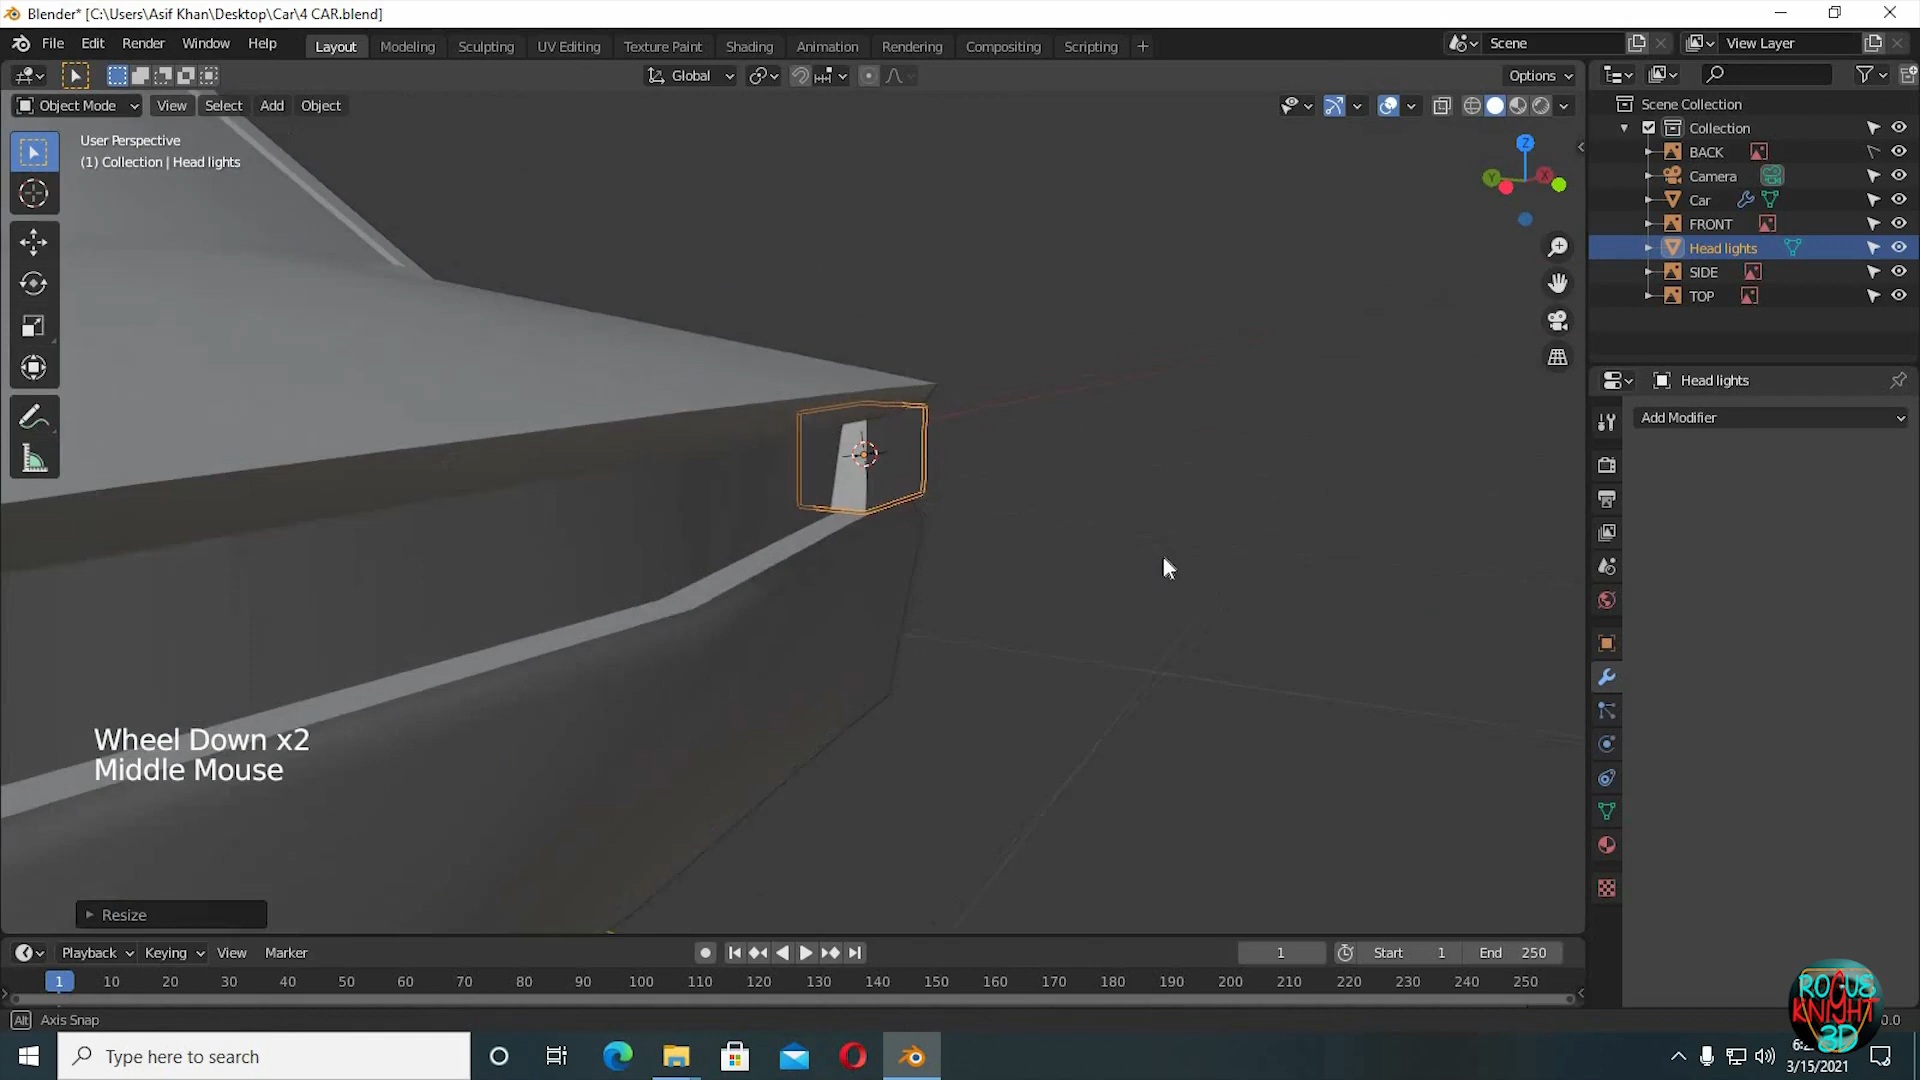 Blender* [C:\Users\Asif Khan\Desktop\Car\4 CAR.blend]
File Edit Render Window Help Layout Modeling Sculpting UV Editing Texture Paint Shading Animation Rendering Compositing Scripting + Scene View Layer
Global Options
Object Mode View Select Add Object
User Perspective
(1) Collection | Head lights
Z
Y
X
Scene Collection
Collection
BACK
Camera
Car
FRONT
Head lights
SIDE
TOP
Head lights
Add Modifier
Wheel Down x2
Middle Mouse
Resize
Playback Keying View Marker 1 Start 1 End 250
1 10 20 30 40 50 60 70 80 90 100 110 120 130 140 150 160 170 180 190 200 210 220 230 240 250
Alt Axis Snap
ROGUE
KNIGHT
3D
Type here to search
3/15/2021